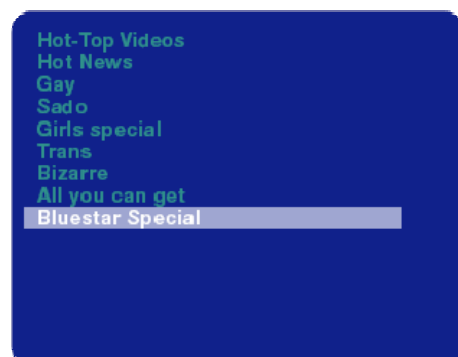 Hot-Top Videos
Hot News
Gay
Sado
Girls special
Trans
Bizarre
All you can get
Bluestar Special